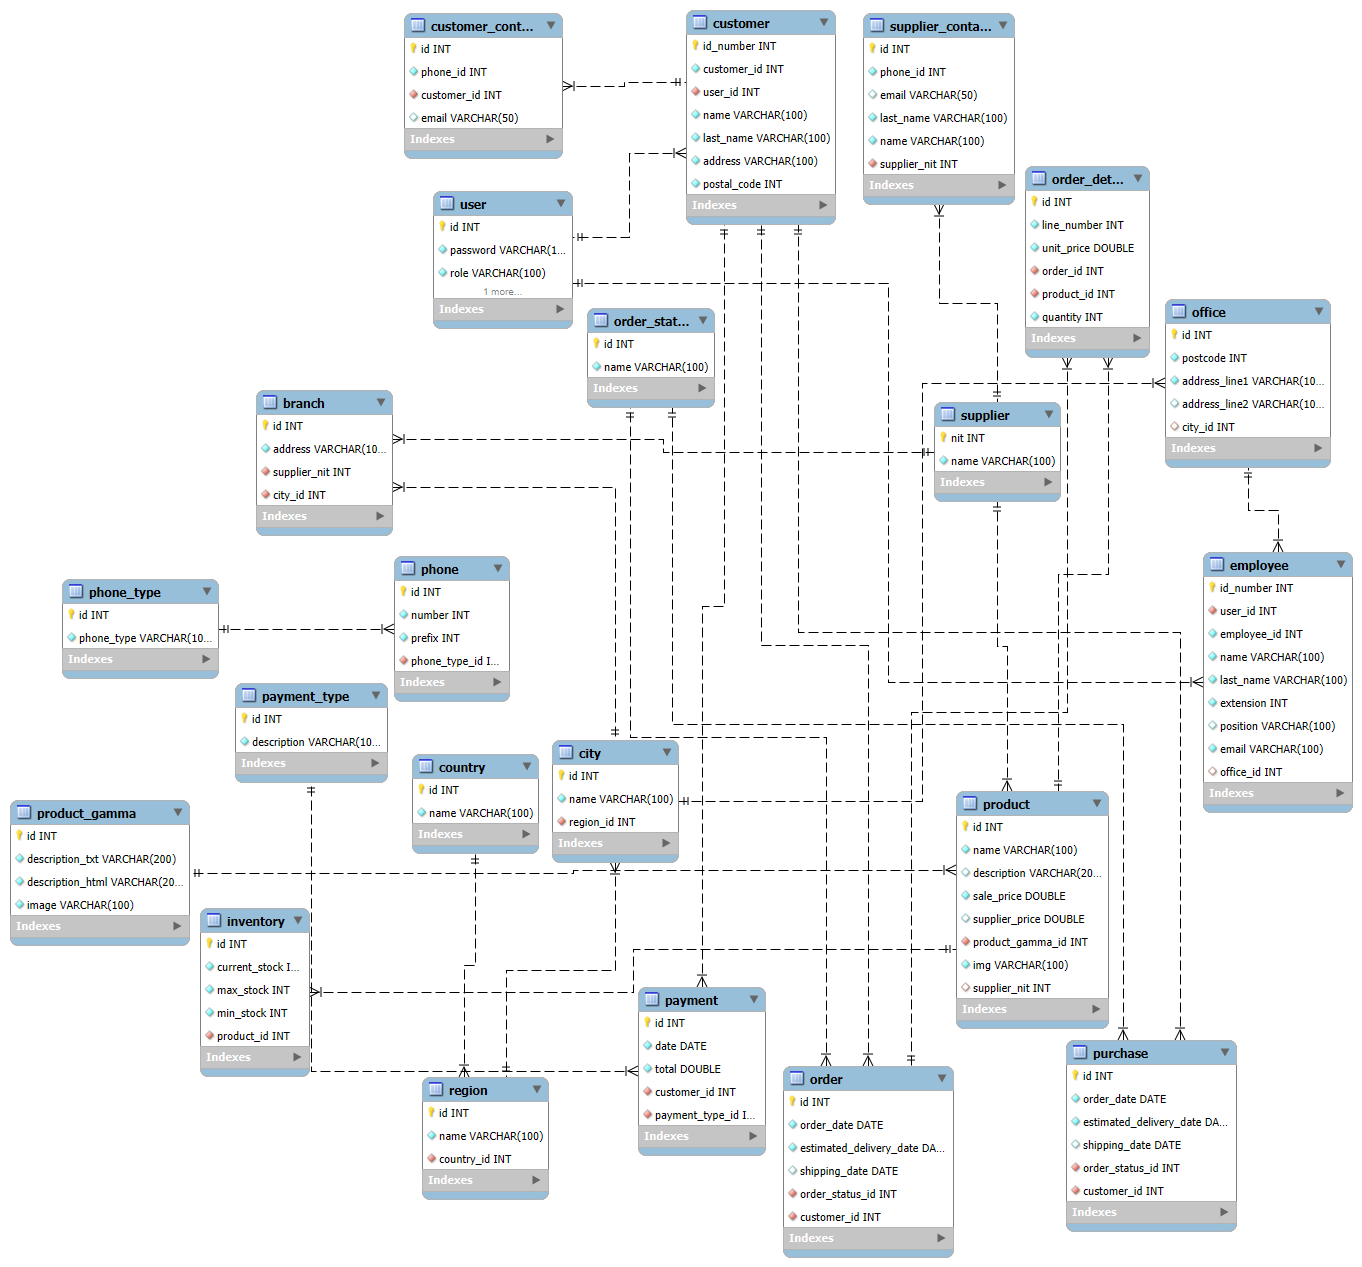 customer_cont...
id INT
phone_id INT
customer_id INT
email VARCHAR(50)
Indexes
customer
id_number INT
customer_id INT
user_id INT
name VARCHAR(100)
last_name VARCHAR(100)
address VARCHAR(100)
postal_code INT
Indexes
supplier_conta...
id INT
phone_id INT
email VARCHAR(50)
last_name VARCHAR(100)
name VARCHAR(100)
supplier_nit INT
Indexes
order_det...
id INT
line_number INT
unit_price DOUBLE
order_id INT
product_id INT
quantity INT
Indexes
user
id INT
password VARCHAR(1...
role VARCHAR(100)
1 more...
Indexes
order_stat...
id INT
name VARCHAR(100)
Indexes
office
id INT
postcode INT
address_line1 VARCHAR(10...
address_line2 VARCHAR(10...
city_id INT
Indexes
branch
id INT
address VARCHAR(10...
supplier_nit INT
city_id INT
Indexes
supplier
nit INT
name VARCHAR(100)
Indexes
phone_type
id INT
phone_type VARCHAR(10...
Indexes
phone
id INT
number INT
prefix INT
phone_type_id I...
Indexes
employee
id_number INT
user_id INT
employee_id INT
name VARCHAR(100)
last_name VARCHAR(100)
extension INT
position VARCHAR(100)
email VARCHAR(100)
office_id INT
Indexes
payment_type
id INT
description VARCHAR(10...
Indexes
country
id INT
name VARCHAR(100)
Indexes
city
id INT
name VARCHAR(100)
region_id INT
Indexes
product_gamma
id INT
description_txt VARCHAR(200)
description_html VARCHAR(20...
image VARCHAR(100)
Indexes
product
id INT
name VARCHAR(100)
description VARCHAR(20...
sale_price DOUBLE
supplier_price DOUBLE
product_gamma_id INT
img VARCHAR(100)
supplier_nit INT
Indexes
inventory
id INT
current_stock I...
max_stock INT
min_stock INT
product_id INT
Indexes
payment
id INT
date DATE
total DOUBLE
customer_id INT
payment_type_id I...
Indexes
region
id INT
name VARCHAR(100)
country_id INT
Indexes
order
id INT
order_date DATE
estimated_delivery_date DA...
shipping_date DATE
order_status_id INT
customer_id INT
Indexes
purchase
id INT
order_date DATE
estimated_delivery_date DA...
shipping_date DATE
order_status_id INT
customer_id INT
Indexes